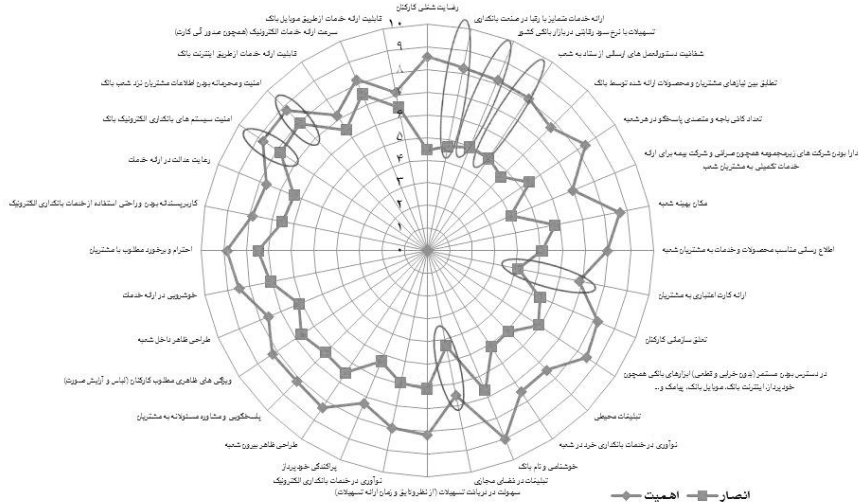 رضایت شغلی کارکنان
ارائه خدمات متمایز با رقبا در صنعت بانکداری
تسهیلات با نرخ سود رقابتی در بازار بانکی کشور
شفافیت دستورالعمل های ارسالی از ستاد به شعب
تطابق بین نیازهای مشتریان و محصولات ارائه شده توسط بانک
تعداد کافی باجه و متصدی پاسخگو در هر شعبه
دارا بودن شرکت های زیرمجموعه همچون صرافی و شرکت بیمه برای ارائه
خدمات تکمیلی به مشتریان شعب
مکان بهینه شعبه
اطلاع رسانی مناسب محصولات و خدمات به مشتریان شعبه
ارائه کارت اعتباری به مشتریان
تعلق سازمانی کارکنان
در دسترس بودن مستمر (بدون خرابی و قطعی) ابزارهای بانکی همچون
خودپرداز، اینترنت بانک، موبایل بانک، پیامک و...
تبلیغات محیطی
نوآوری در خدمات بانکداری خرد در شعبه
خوشنامی و نام بانک
تبلیغات در فضای مجازی
سهولت در دریافت تسهیلات (از نظر وثایق و زمان ارائه تسهیلات)
نوآوری در خدمات بانکداری الکترونیک
پراکندگی خودپرداز
طراحی ظاهر بیرون شعبه
پاسخگویی و مشاوره مسئولانه به مشتریان
ویژگی های ظاهری مطلوب کارکنان (لباس و آرایش صورت)
طراحی ظاهر داخل شعبه
خوشرویی در ارائه خدمات
احترام و برخورد مطلوب با مشتریان
کاربرپسندانه بودن و راحتی استفاده از خدمات بانکداری الکترونیک
رعایت عدالت در ارائه خدمات
امنیت سیستم های بانکداری الکترونیک بانک
امنیت و محرمانه بودن اطلاعات مشتریان نزد شعب بانک
قابلیت ارائه خدمات از طریق اینترنت بانک
سرعت ارائه خدمات الکترونیک (همچون صدور آنی کارت)
قابلیت ارائه خدمات از طریق موبایل بانک
۱۰
۹
۸
۷
۶
۵
۴
۳
۲
۱
۰
انصار
اهمیت